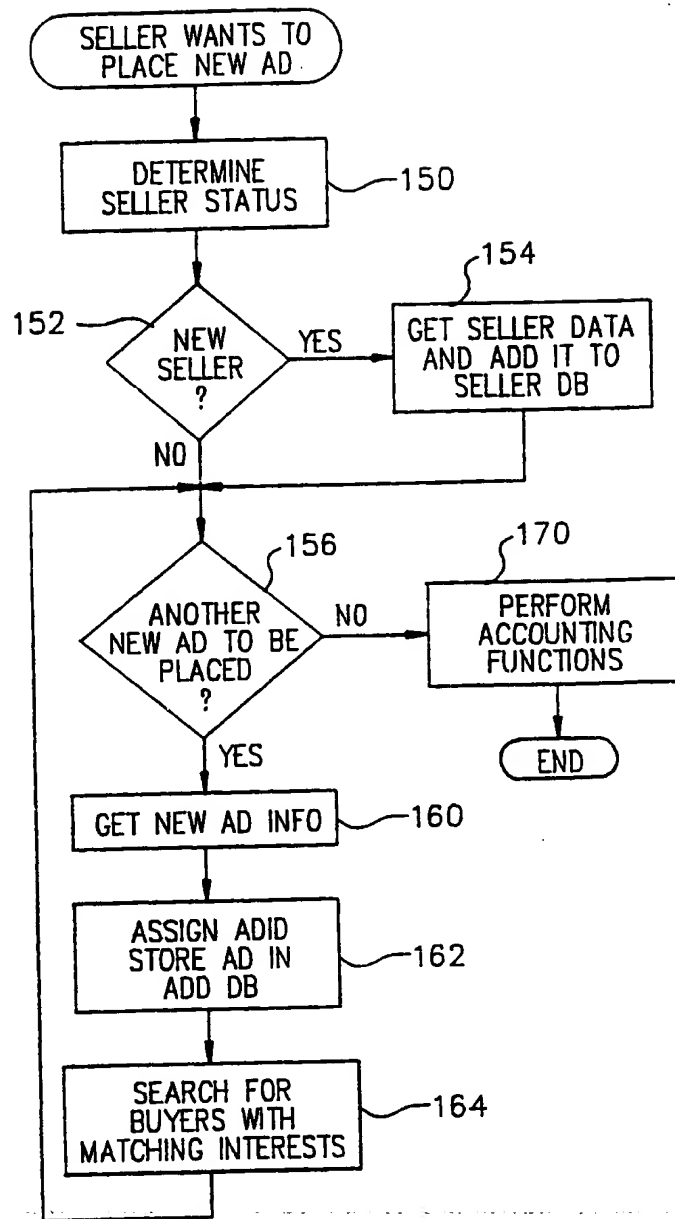 SELLER WANTS TO
PLACE NEW AD
DETERMINE
SELLER STATUS
150
152
NEW
SELLER
?
YES
154
GET SELLER DATA
AND ADD IT TO
SELLER DB
NO
156
ANOTHER
NEW AD TO BE
PLACED
?
NO
170
PERFORM
ACCOUNTING
FUNCTIONS
END
YES
GET NEW AD INFO
160
ASSIGN ADID
STORE AD IN
ADD DB
162
SEARCH FOR
BUYERS WITH
MATCHING INTERESTS
164